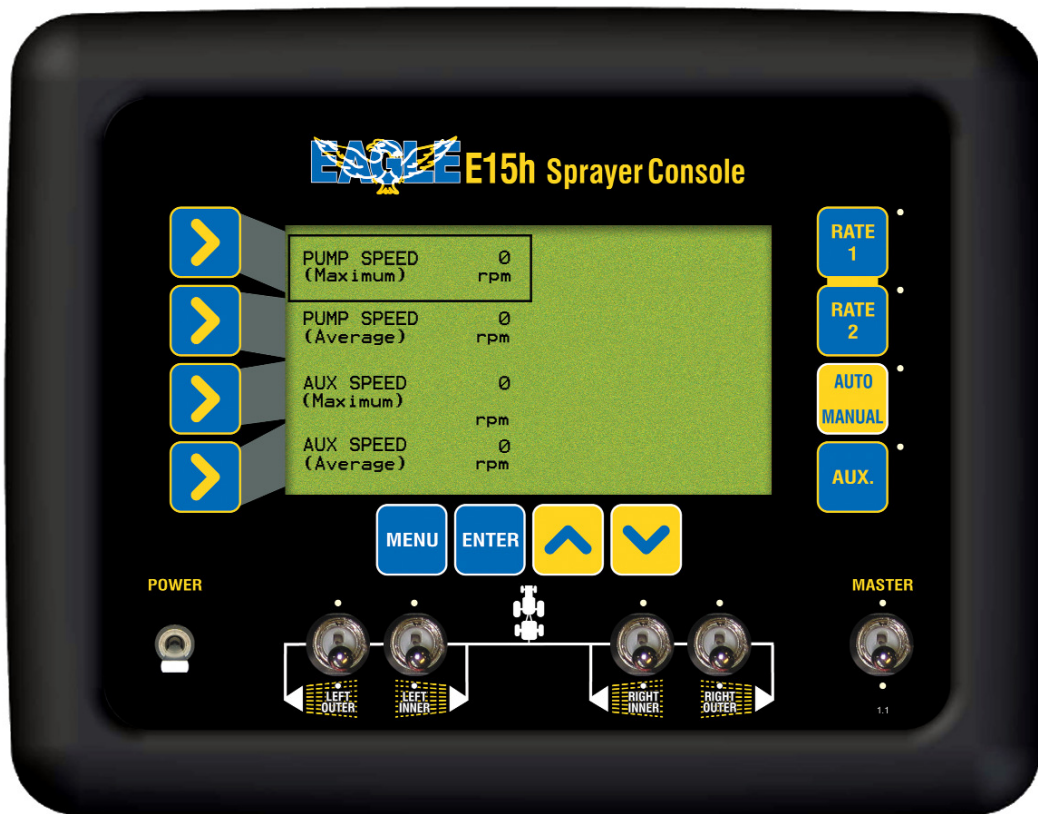 EAGLE E15h Sprayer Console
PUMP SPEED 0
(Maximum) rpm
PUMP SPEED 0
(Average) rpm
AUX SPEED 0
(Maximum)
rpm
AUX SPEED 0
(Average) rpm
RATE
1
RATE
2
AUTO
MANUAL
AUX.
MENU ENTER
POWER
MASTER
LEFT
OUTER
LEFT
INNER
RIGHT
INNER
RIGHT
OUTER
1.1